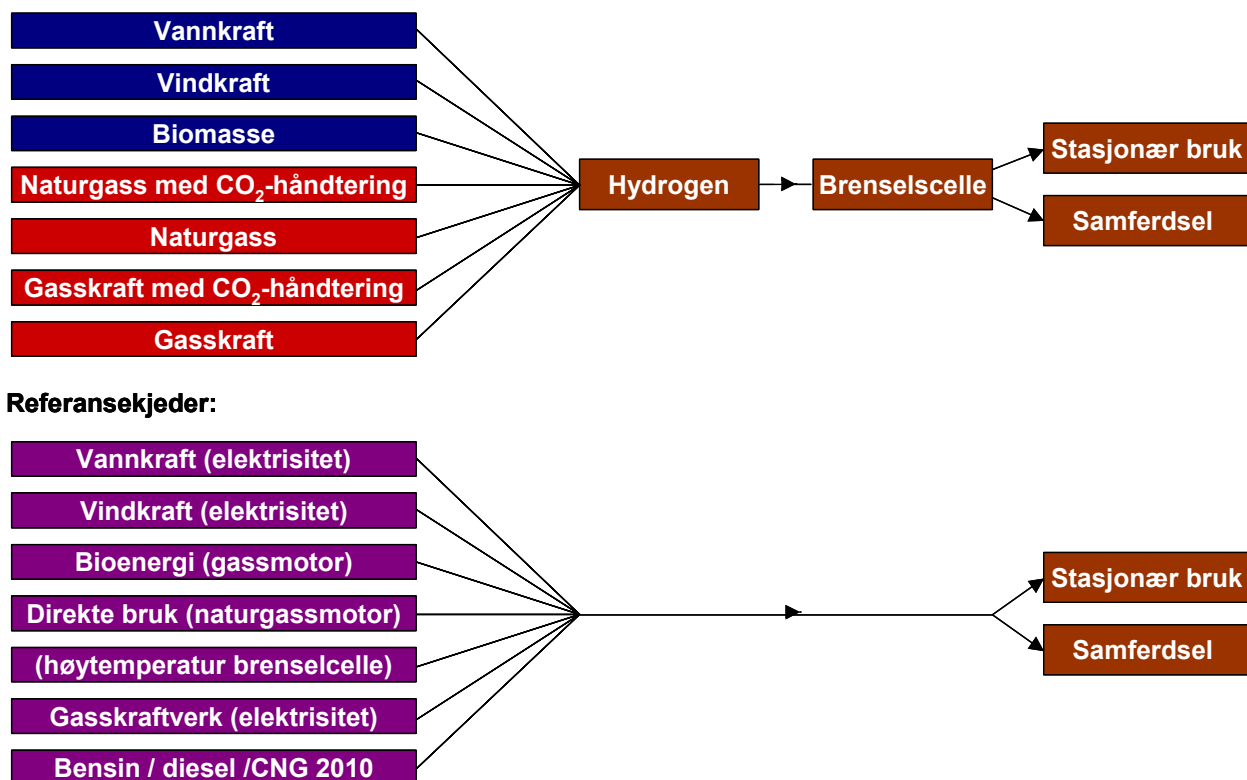 Vannkraft
Vindkraft
Biomasse
Naturgass med CO₂-håndtering
Naturgass
Gasskraft med CO₂-håndtering
Gasskraft
Hydrogen
Brenselscelle
Stasjonær bruk
Samferdsel
Referansekjeder:
Vannkraft (elektrisitet)
Vindkraft (elektrisitet)
Bioenergi (gassmotor)
Direkte bruk (naturgassmotor)
(høytemperatur brenselcelle)
Gasskraftverk (elektrisitet)
Bensin / diesel /CNG 2010
Stasjonær bruk
Samferdsel